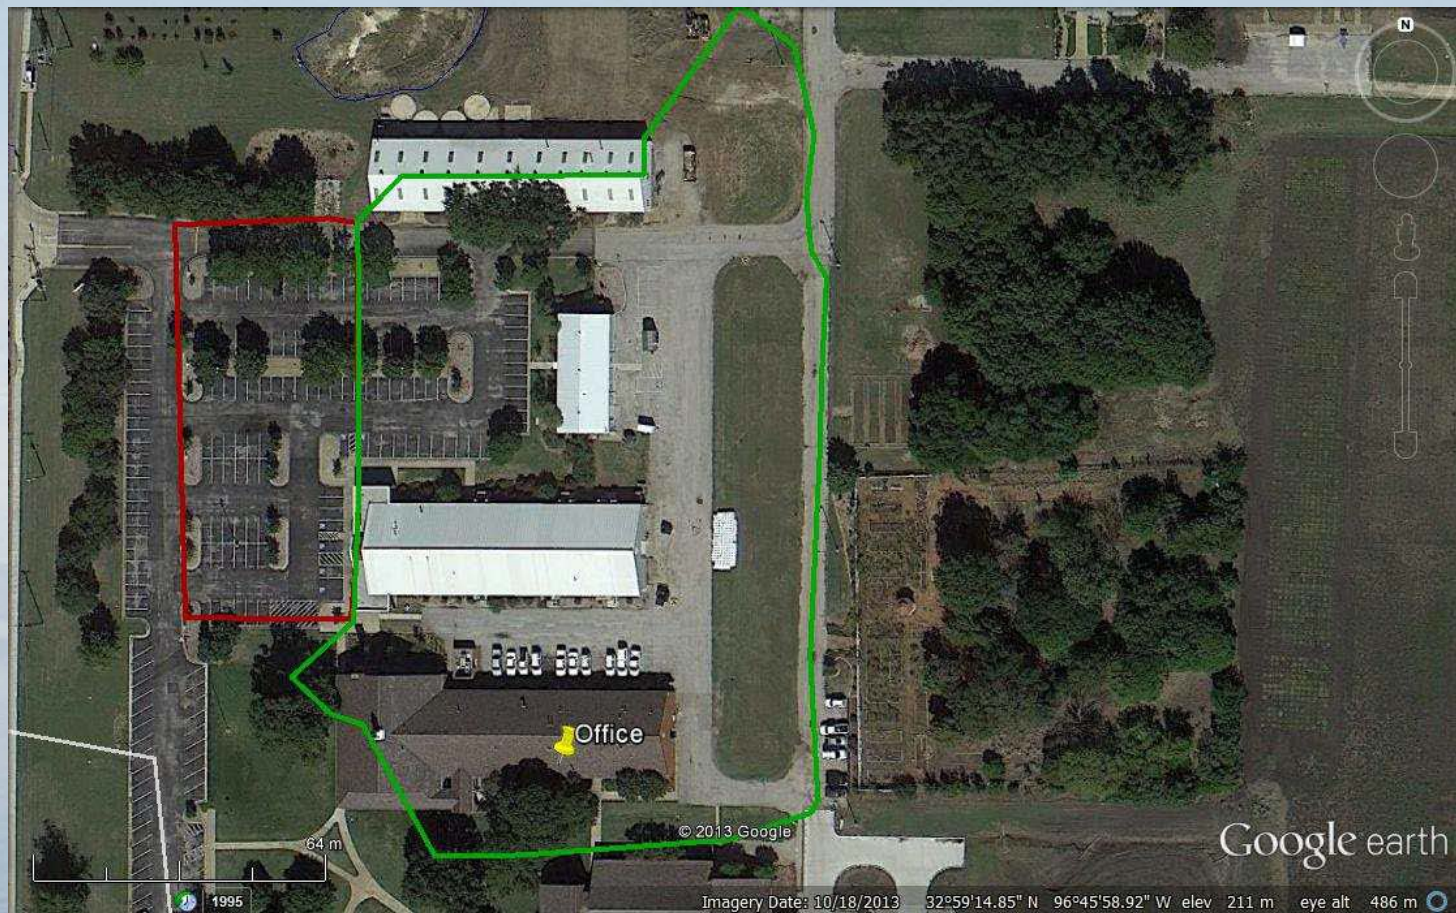 N
Office
© 2013 Google
64 m
Google earth
1995
Imagery Date: 10/18/2013 32°59'14.85" N 96°45'58.92" W elev 211 m eye alt 486 m